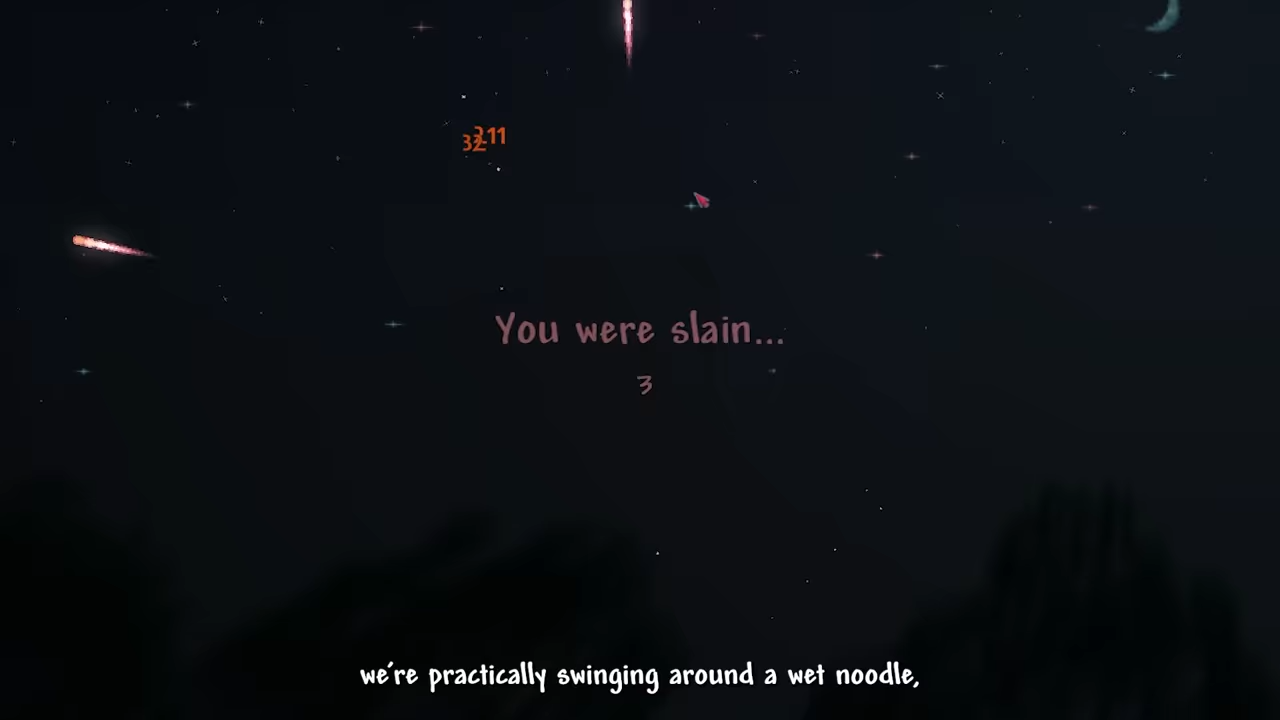 You were slain...
3
we're practically swinging around a wet noodle,